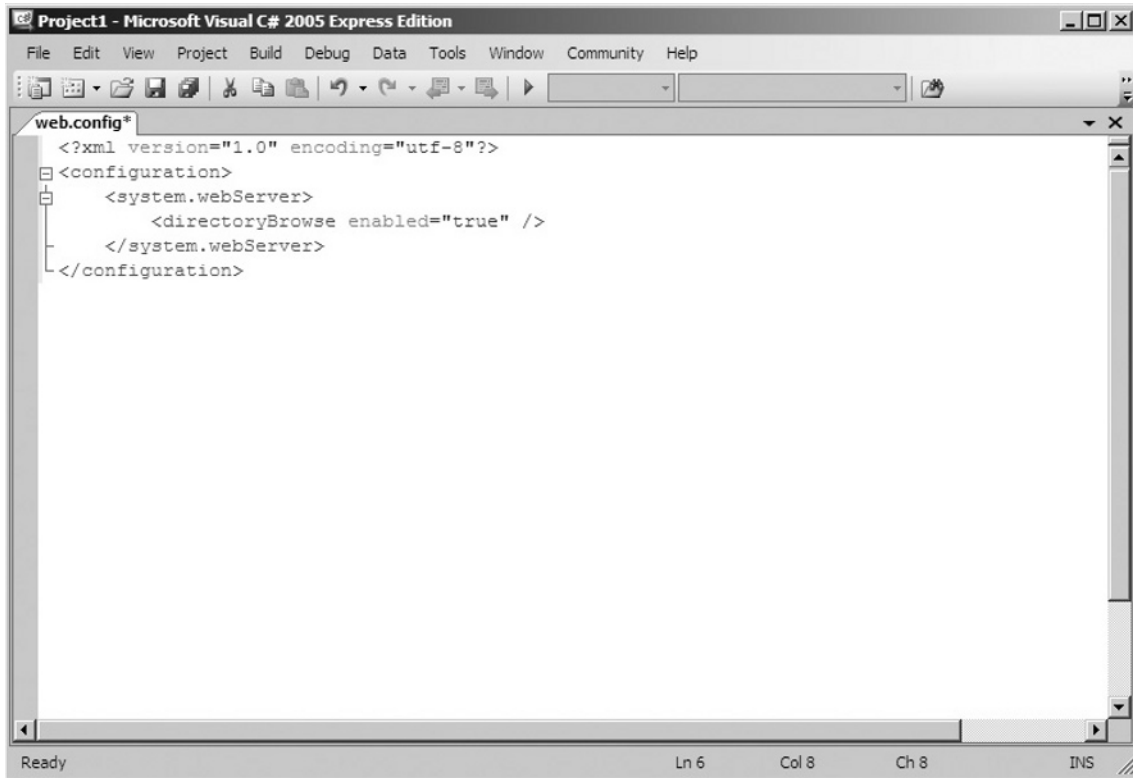 Project1 - Microsoft Visual C# 2005 Express Edition
File Edit View Project Build Debug Data Tools Window Community Help
web.config*
<?xml version="1.0" encoding="utf-8"?>
<configuration>
<system.webServer>
<directoryBrowse enabled="true" />
</system.webServer>
</configuration>
Ready Ln 6 Col 8 Ch 8 INS